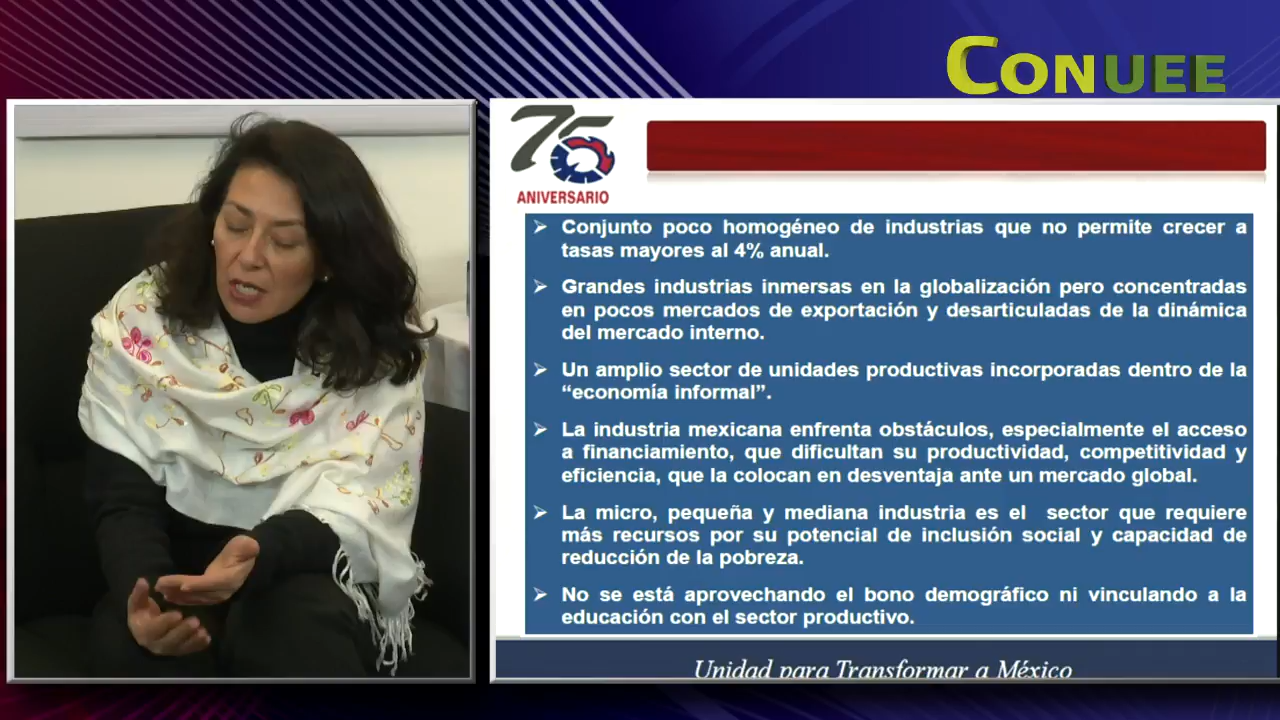 CONUEE
75
ANIVERSARIO
Conjunto poco homogéneo de industrias que no permite crecer a
tasas mayores al 4% anual.
Grandes industrias inmersas en la globalización pero concentradas
en pocos mercados de exportación y desarticuladas de la dinámica
del mercado interno.
Un amplio sector de unidades productivas incorporadas dentro de la
“economía informal”.
La industria mexicana enfrenta obstáculos, especialmente el acceso
a financiamiento, que dificultan su productividad, competitividad y
eficiencia, que la colocan en desventaja ante un mercado global.
La micro, pequeña y mediana industria es el sector que requiere
más recursos por su potencial de inclusión social y capacidad de
reducción de la pobreza.
No se está aprovechando el bono demográfico ni vinculando a la
educación con el sector productivo.
Unidad para Transformar a México